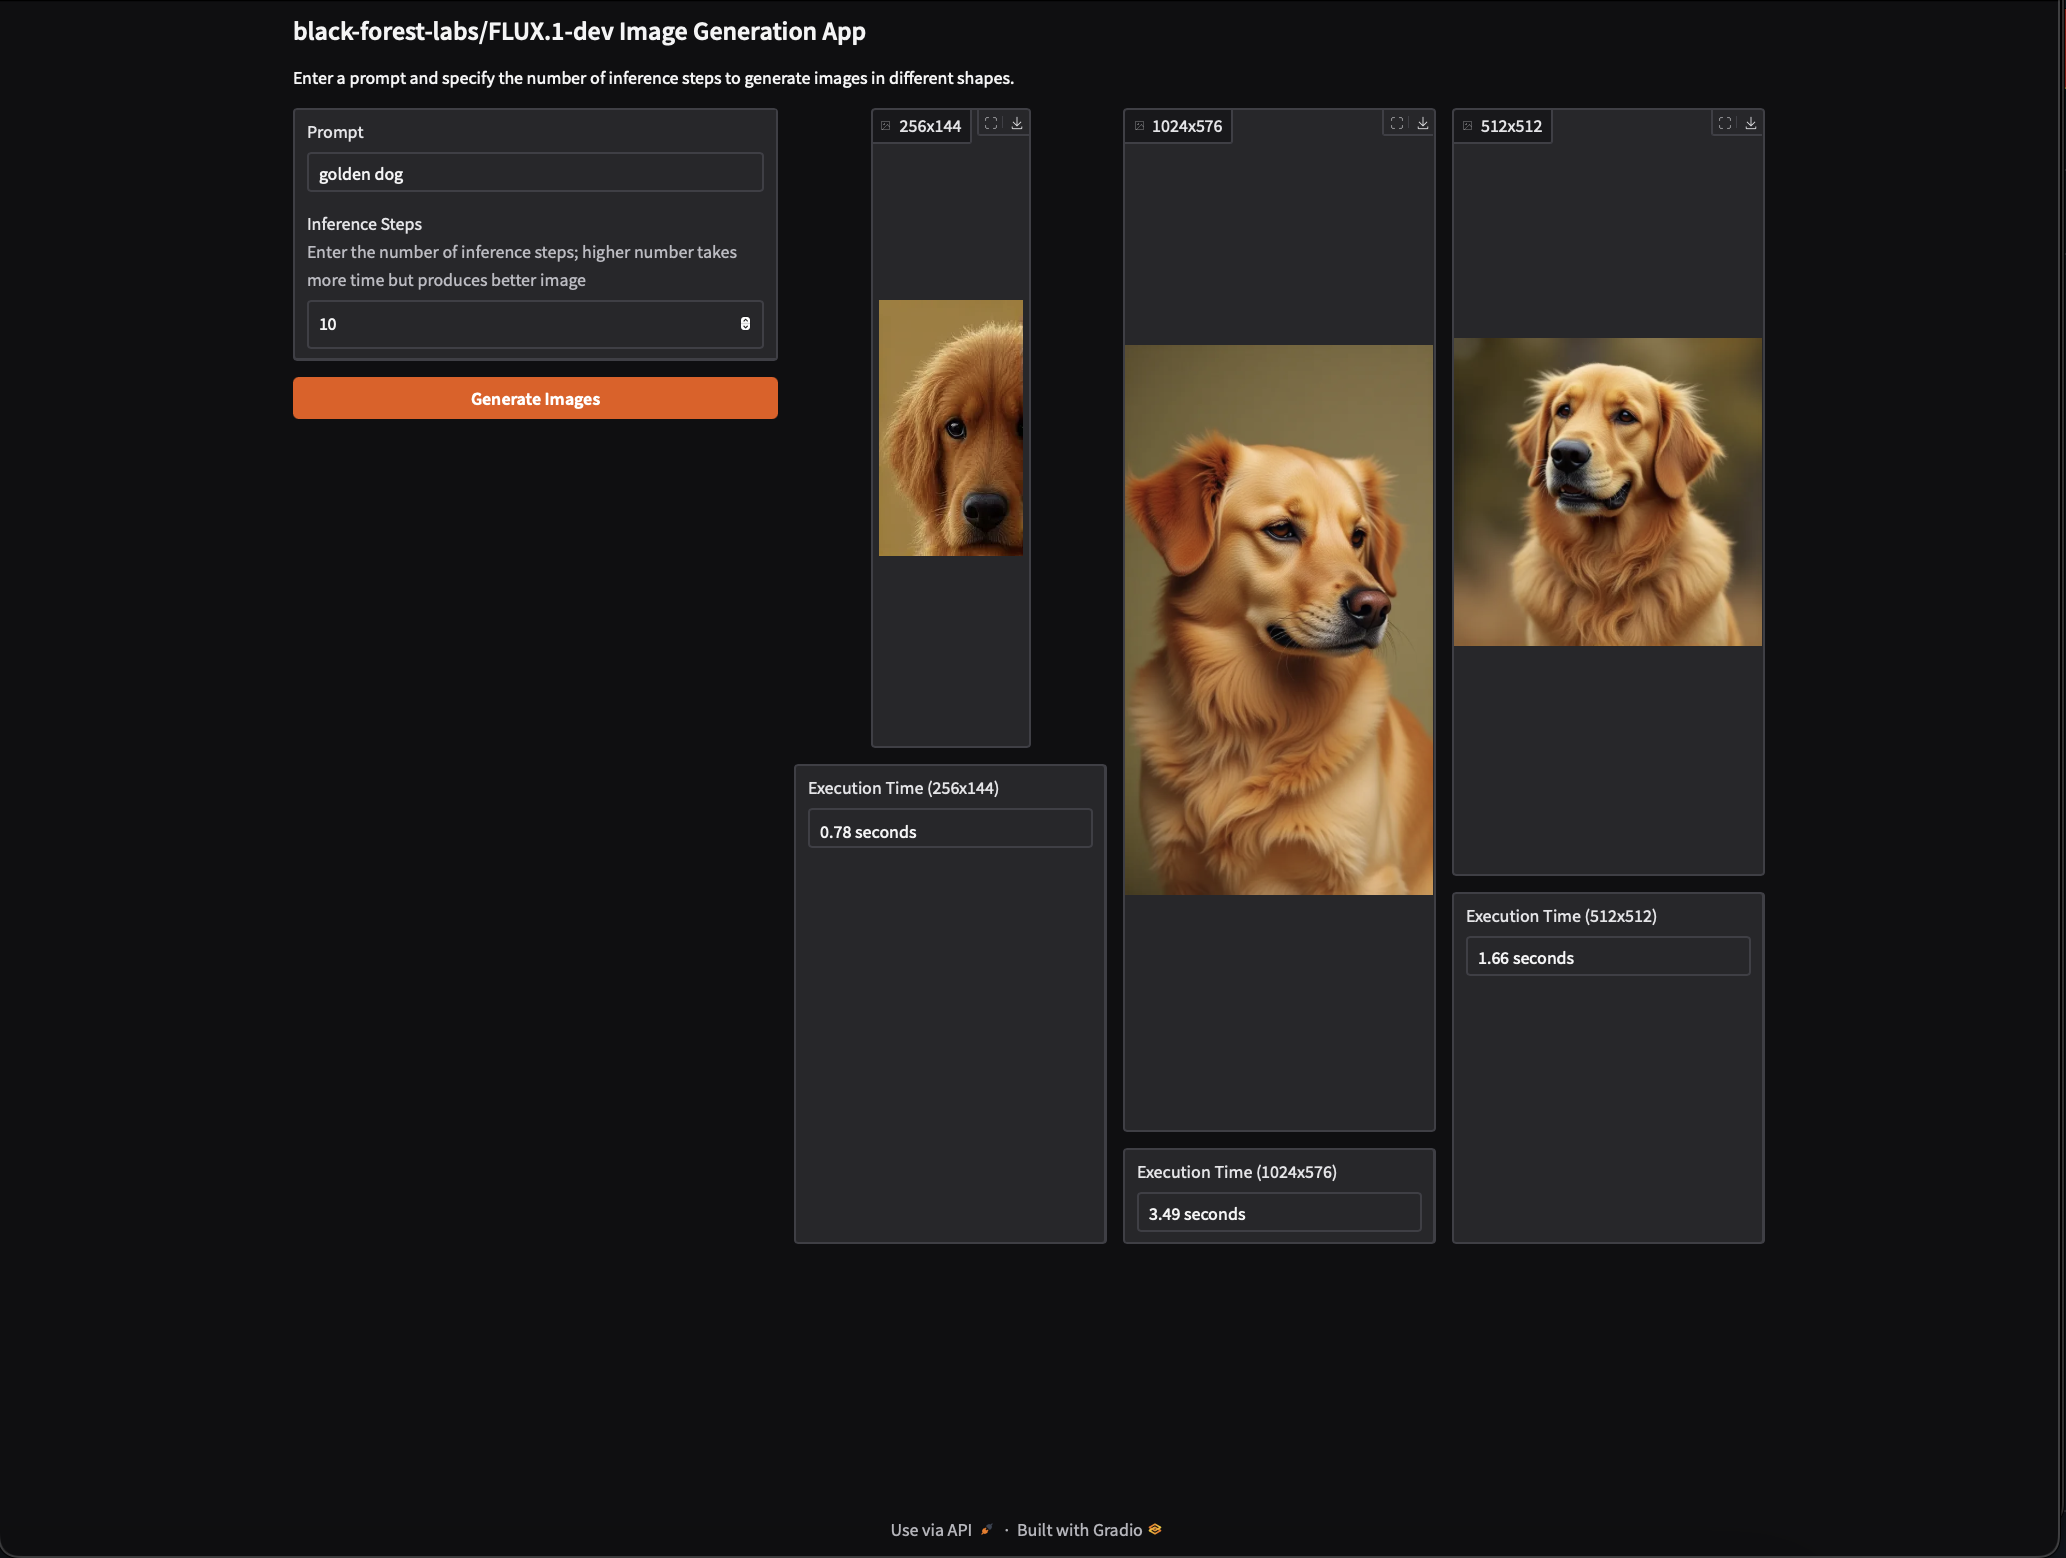 black-forest-labs/FLUX.1-dev Image Generation App
Enter a prompt and specify the number of inference steps to generate images in different shapes.
Prompt
golden dog
Inference Steps
Enter the number of inference steps; higher number takes
more time but produces better image
10
Generate Images
256x144
Execution Time (256x144)
0.78 seconds
1024x576
Execution Time (1024x576)
3.49 seconds
512x512
Execution Time (512x512)
1.66 seconds
Use via API · Built with Gradio